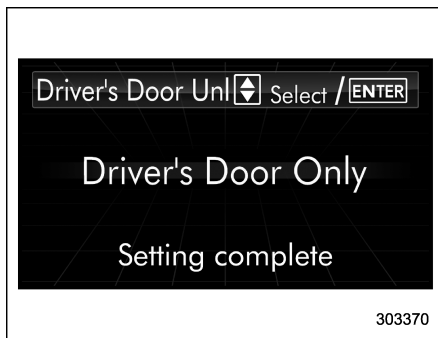 Driver's Door Unl Select / ENTER
Driver's Door Only
Setting complete
303370